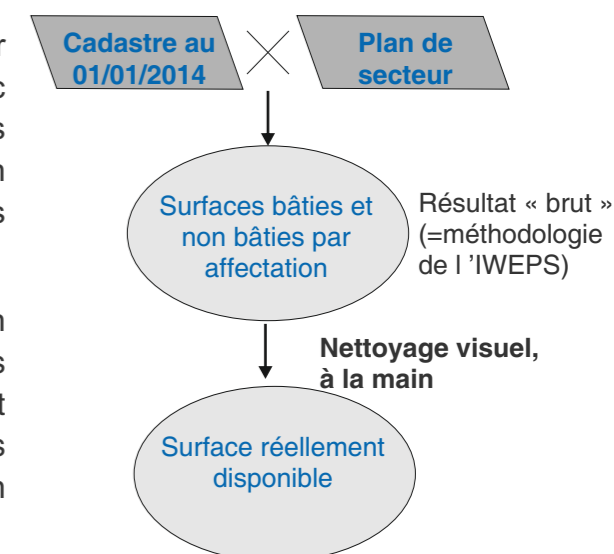 Cadastre au
01/01/2014
Plan de
secteur
Surfaces bâties et
non bâties par
affectation
Résultat « brut »
(=méthodologie
de l 'IWEPS)
Nettoyage visuel,
à la main
Surface réellement
disponible